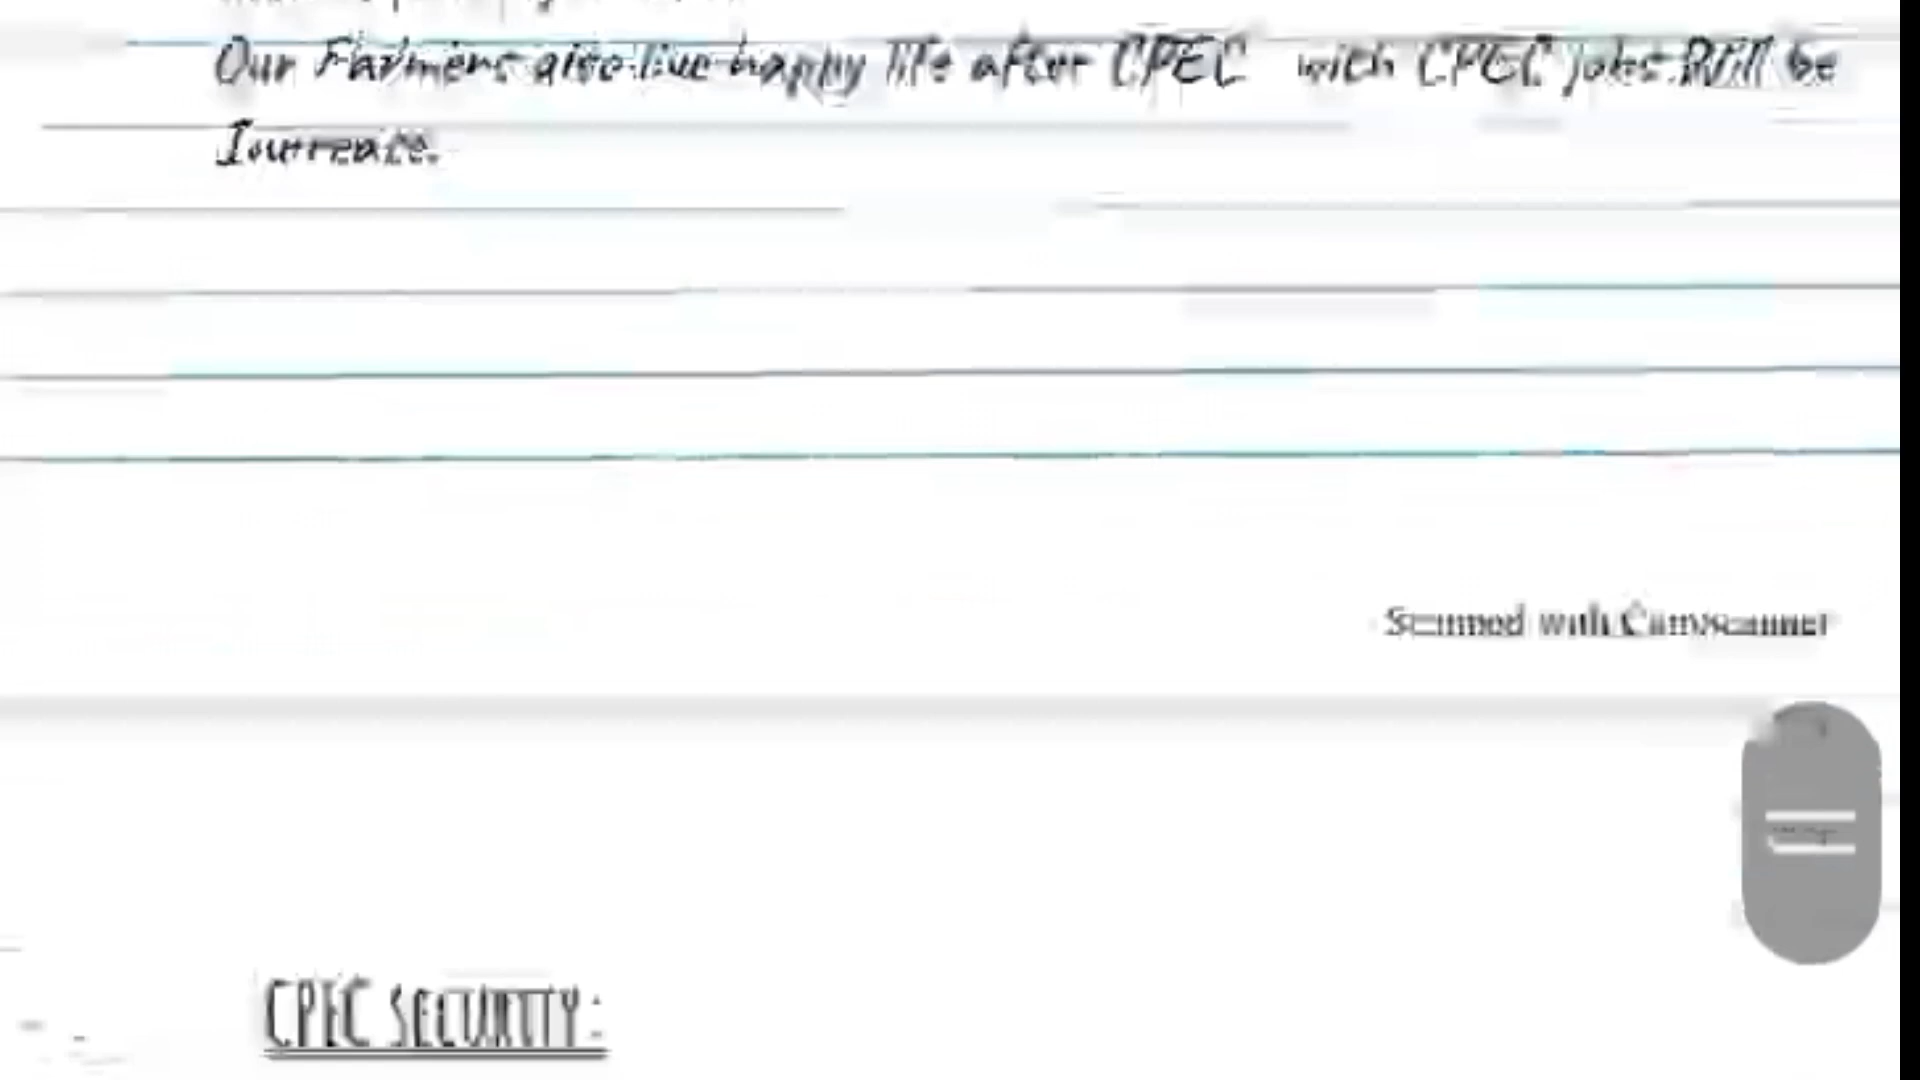 Our Farmers also live happy life after CPEC with CPEC jobs Will be
Increase.
Scanned with CamScanner
CPEC SECURITY: